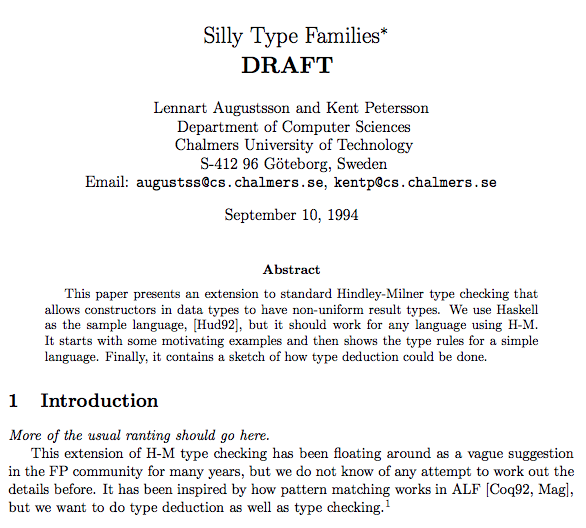 Silly Type Families*
DRAFT
Lennart Augustsson and Kent Petersson
Department of Computer Sciences
Chalmers University of Technology
S-412 96 Göteborg, Sweden
Email: augustss@cs.chalmers.se, kentp@cs.chalmers.se
September 10, 1994
Abstract
This paper presents an extension to standard Hindley-Milner type checking that
allows constructors in data types to have non-uniform result types. We use Haskell
as the sample language, [Hud92], but it should work for any language using H-M.
It starts with some motivating examples and then shows the type rules for a simple
language. Finally, it contains a sketch of how type deduction could be done.
1 Introduction
More of the usual ranting should go here.
This extension of H-M type checking has been floating around as a vague suggestion
in the FP community for many years, but we do not know of any attempt to work out the
details before. It has been inspired by how pattern matching works in ALF [Coq92, Mag],
but we want to do type deduction as well as type checking.1